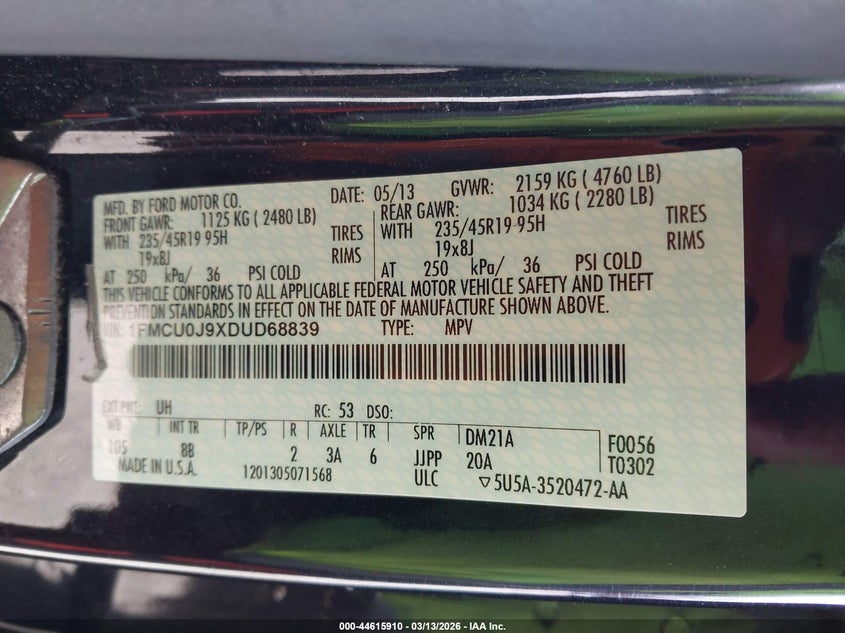 MFD. BY FORD MOTOR CO.
DATE: 05/13 GVWR: 2159 KG ( 4760 LB)
FRONT GAWR: 1125 KG ( 2480 LB)
WITH 235/45R19 95H TIRES
19x8J RIMS
AT 250 kPa/ 36 PSI COLD
REAR GAWR: 1034 KG ( 2280 LB)
WITH 235/45R19 95H TIRES
19x8J RIMS
AT 250 kPa/ 36 PSI COLD
THIS VEHICLE CONFORMS TO ALL APPLICABLE FEDERAL MOTOR VEHICLE SAFETY AND THEFT
PREVENTION STANDARDS IN EFFECT ON THE DATE OF MANUFACTURE SHOWN ABOVE.
VIN: 1FMCU0J9XDUD68839 TYPE: MPV
EXT PNT: UH RC: 53 DSO:
WB INT TR TP/PS R AXLE TR SPR DM21A F0056
105 8B 2 3A 6 JJPP 20A T0302
MADE IN U.S.A. 1201305071568 ULC ▽5U5A-3520472-AA
000-44615910 — 03/13/2026 — IAA Inc.